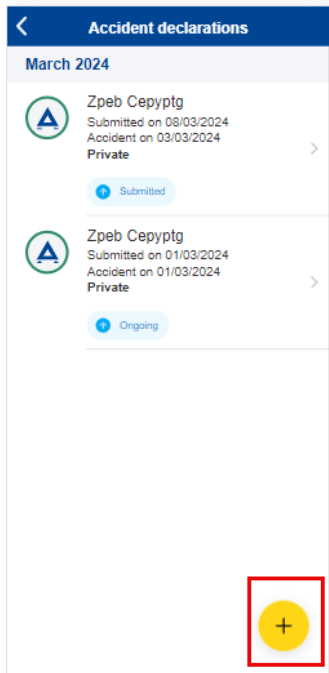 Accident declarations
March 2024
Zpeb Cepyptg
Submitted on 08/03/2024
Accident on 03/03/2024
Private
Submitted
Zpeb Cepyptg
Submitted on 01/03/2024
Accident on 01/03/2024
Private
Ongoing